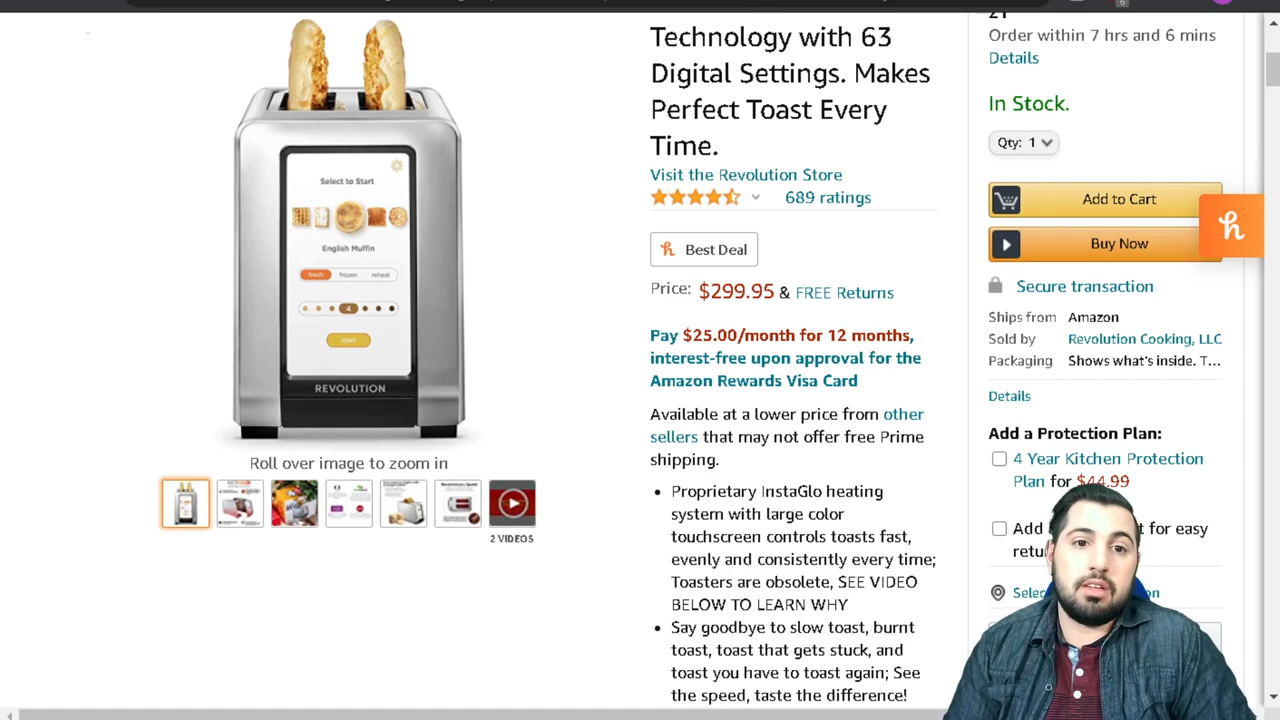 Select to Start
English Muffin
fresh frozen reheat
4
start
REVOLUTION
Roll over image to zoom in
2 VIDEOS
Technology with 63
Digital Settings. Makes
Perfect Toast Every
Time.
Visit the Revolution Store
689 ratings
Best Deal
Price: $299.95 & FREE Returns
Pay $25.00/month for 12 months,
interest-free upon approval for the
Amazon Rewards Visa Card
Available at a lower price from other
sellers that may not offer free Prime
shipping.
Proprietary InstaGlo heating
system with large color
touchscreen controls toasts fast,
evenly and consistently every time;
Toasters are obsolete, SEE VIDEO
BELOW TO LEARN WHY
Say goodbye to slow toast, burnt
toast, toast that gets stuck, and
toast you have to toast again; See
the speed, taste the difference!
Order within 7 hrs and 6 mins
Details
In Stock.
Qty: 1
Add to Cart
Buy Now
Secure transaction
Ships from Amazon
Sold by Revolution Cooking, LLC
Packaging Shows what's inside. T...
Details
Add a Protection Plan:
4 Year Kitchen Protection
Plan for $44.99
Add t for easy